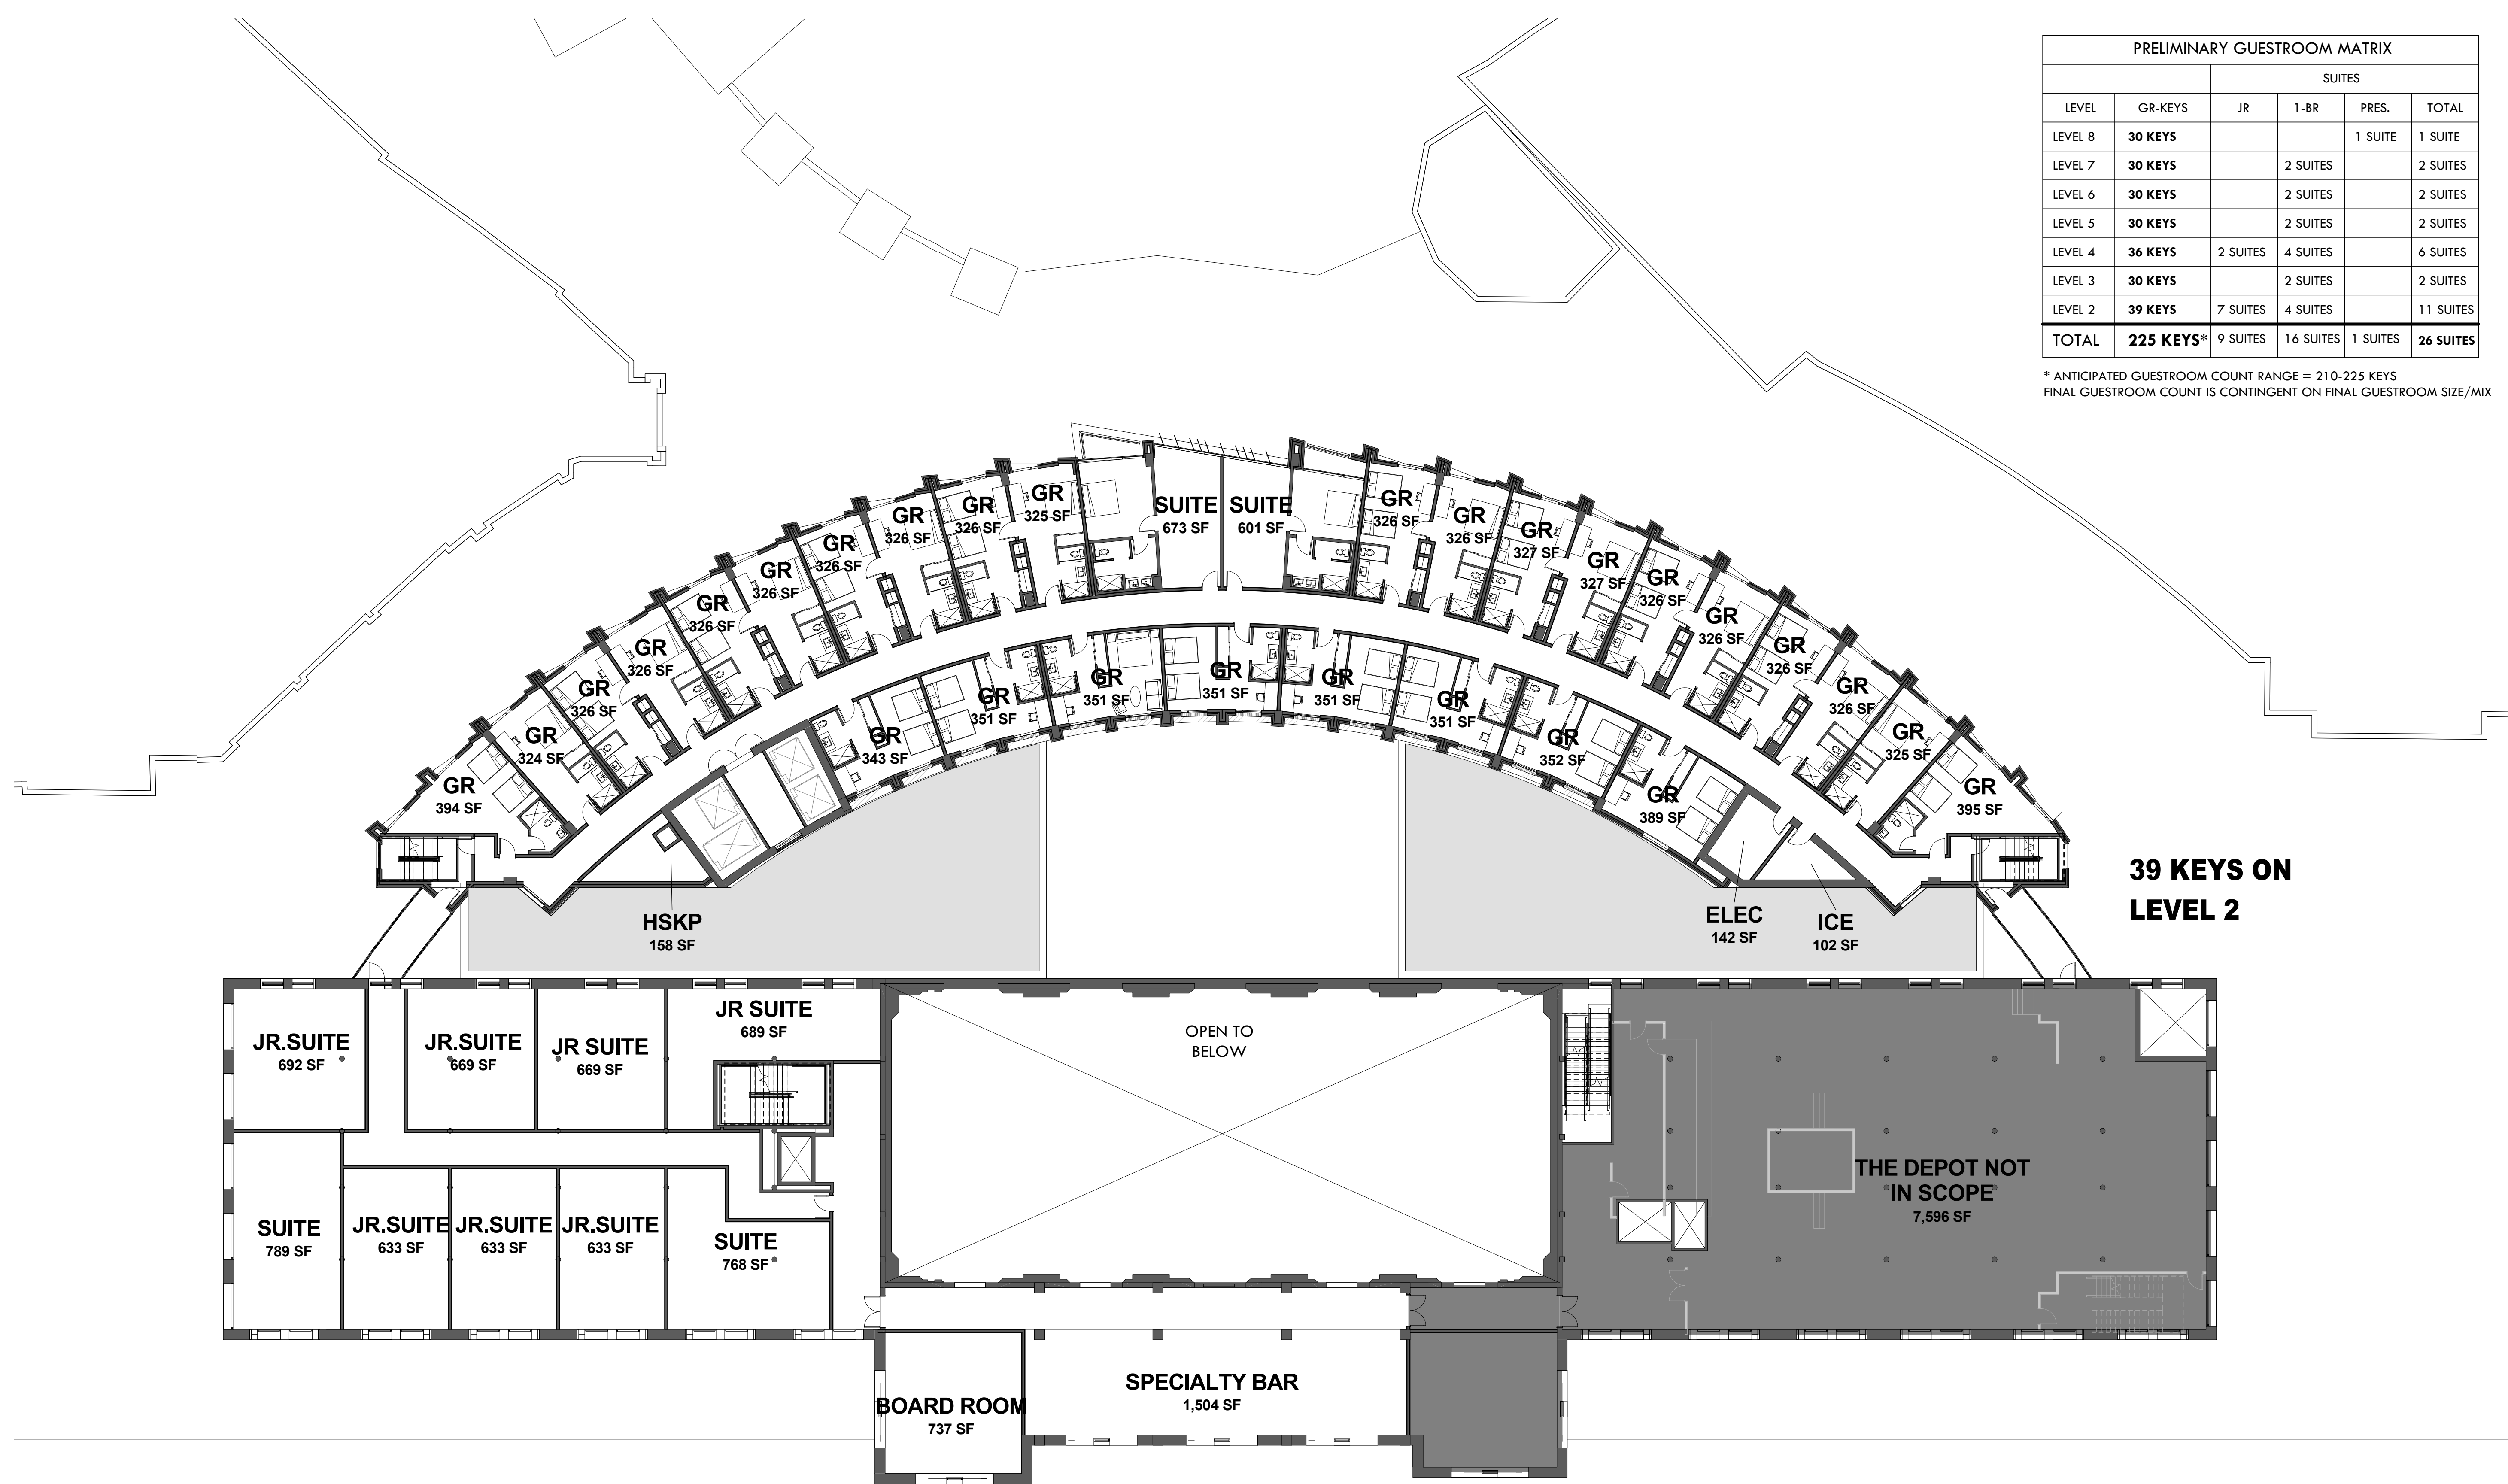 PRELIMINARY GUESTROOM MATRIX
SUITES
LEVEL GR-KEYS JR 1-BR PRES. TOTAL
LEVEL 8 30 KEYS 1 SUITE 1 SUITE
LEVEL 7 30 KEYS 2 SUITES 2 SUITES
LEVEL 6 30 KEYS 2 SUITES 2 SUITES
LEVEL 5 30 KEYS 2 SUITES 2 SUITES
LEVEL 4 36 KEYS 2 SUITES 4 SUITES 6 SUITES
LEVEL 3 30 KEYS 2 SUITES 2 SUITES
LEVEL 2 39 KEYS 7 SUITES 4 SUITES 11 SUITES
TOTAL 225 KEYS* 9 SUITES 16 SUITES 1 SUITES 26 SUITES
* ANTICIPATED GUESTROOM COUNT RANGE = 210-225 KEYS
FINAL GUESTROOM COUNT IS CONTINGENT ON FINAL GUESTROOM SIZE/MIX
GR
394 SF
GR
324 SF
GR
326 SF
GR
326 SF
GR
326 SF
GR
326 SF
GR
326 SF
GR
326 SF
GR
326 SF
GR
325 SF
SUITE
673 SF
SUITE
601 SF
GR
326 SF
GR
326 SF
GR
327 SF
GR
327 SF
GR
326 SF
GR
326 SF
GR
326 SF
GR
326 SF
GR
325 SF
GR
395 SF
GR
343 SF
GR
351 SF
GR
351 SF
GR
351 SF
GR
351 SF
GR
351 SF
GR
352 SF
GR
389 SF
HSKP
158 SF
ELEC
142 SF
ICE
102 SF
39 KEYS ON
LEVEL 2
JR.SUITE
692 SF
JR.SUITE
669 SF
JR SUITE
669 SF
JR SUITE
689 SF
OPEN TO
BELOW
SUITE
789 SF
JR.SUITE
633 SF
JR.SUITE
633 SF
JR.SUITE
633 SF
SUITE
768 SF
THE DEPOT NOT
IN SCOPE
7,596 SF
BOARD ROOM
737 SF
SPECIALTY BAR
1,504 SF